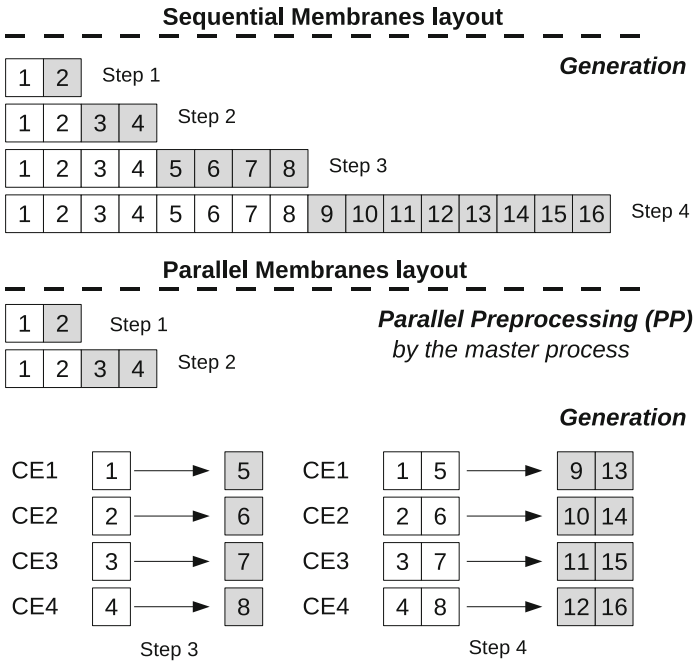 Sequential Membranes layout
Generation
1 2 Step 1
1 2 3 4 Step 2
1 2 3 4 5 6 7 8 Step 3
1 2 3 4 5 6 7 8 9 10 11 12 13 14 15 16 Step 4
Parallel Membranes layout
1 2 Step 1
Parallel Preprocessing (PP)
by the master process
1 2 3 4 Step 2
Generation
CE1 1 5 CE1 1 5 9 13
CE2 2 6 CE2 2 6 10 14
CE3 3 7 CE3 3 7 11 15
CE4 4 8 CE4 4 8 12 16
Step 3 Step 4